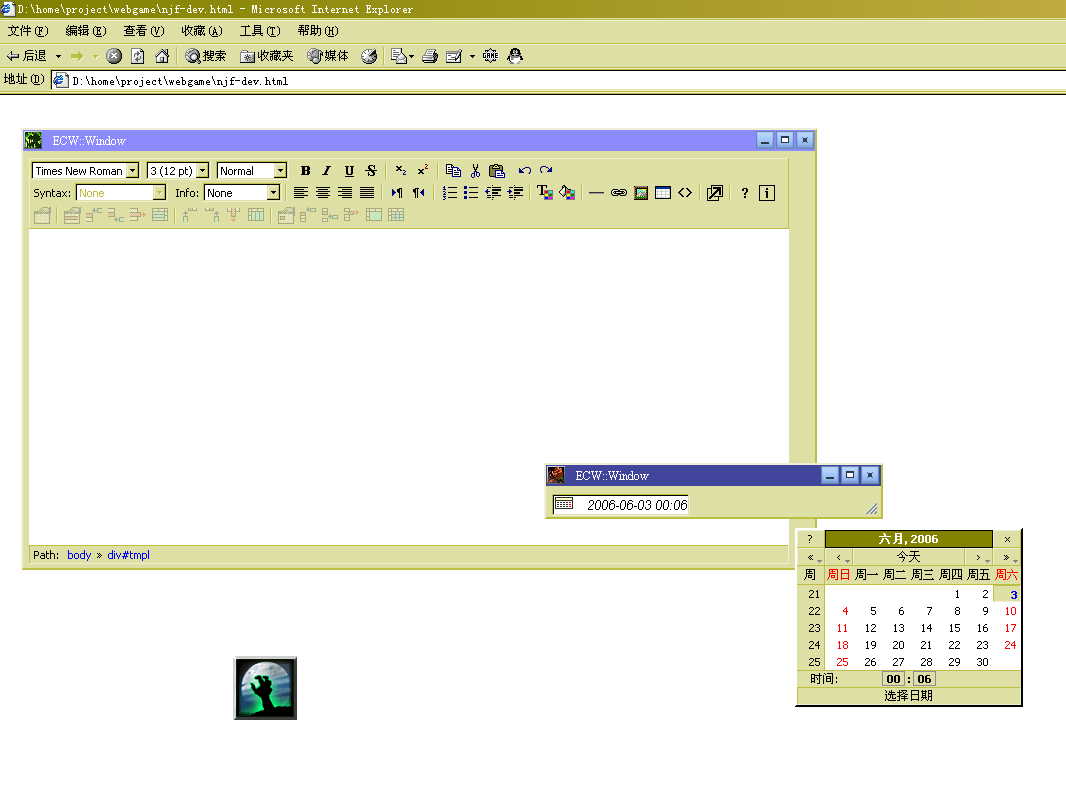 D:\home\project\webgame\njf-dev.html - Microsoft Internet Explorer
文件(F) 编辑(E) 查看(V) 收藏(A) 工具(T) 帮助(H)
后退 搜索 收藏夹 媒体
地址(D) D:\home\project\webgame\njf-dev.html
ECW::Window
Times New Roman 3 (12 pt) Normal B I U S x₂ x²
Syntax: None Info: None ? i
Path: body » div#tmpl
ECW::Window
2006-06-03 00:06
? 六月, 2006 ×
« ‹ 今天 › »
周 周日 周一 周二 周三 周四 周五 周六
21 1 2 3
22 4 5 6 7 8 9 10
23 11 12 13 14 15 16 17
24 18 19 20 21 22 23 24
25 25 26 27 28 29 30
时间: 00 : 06
选择日期